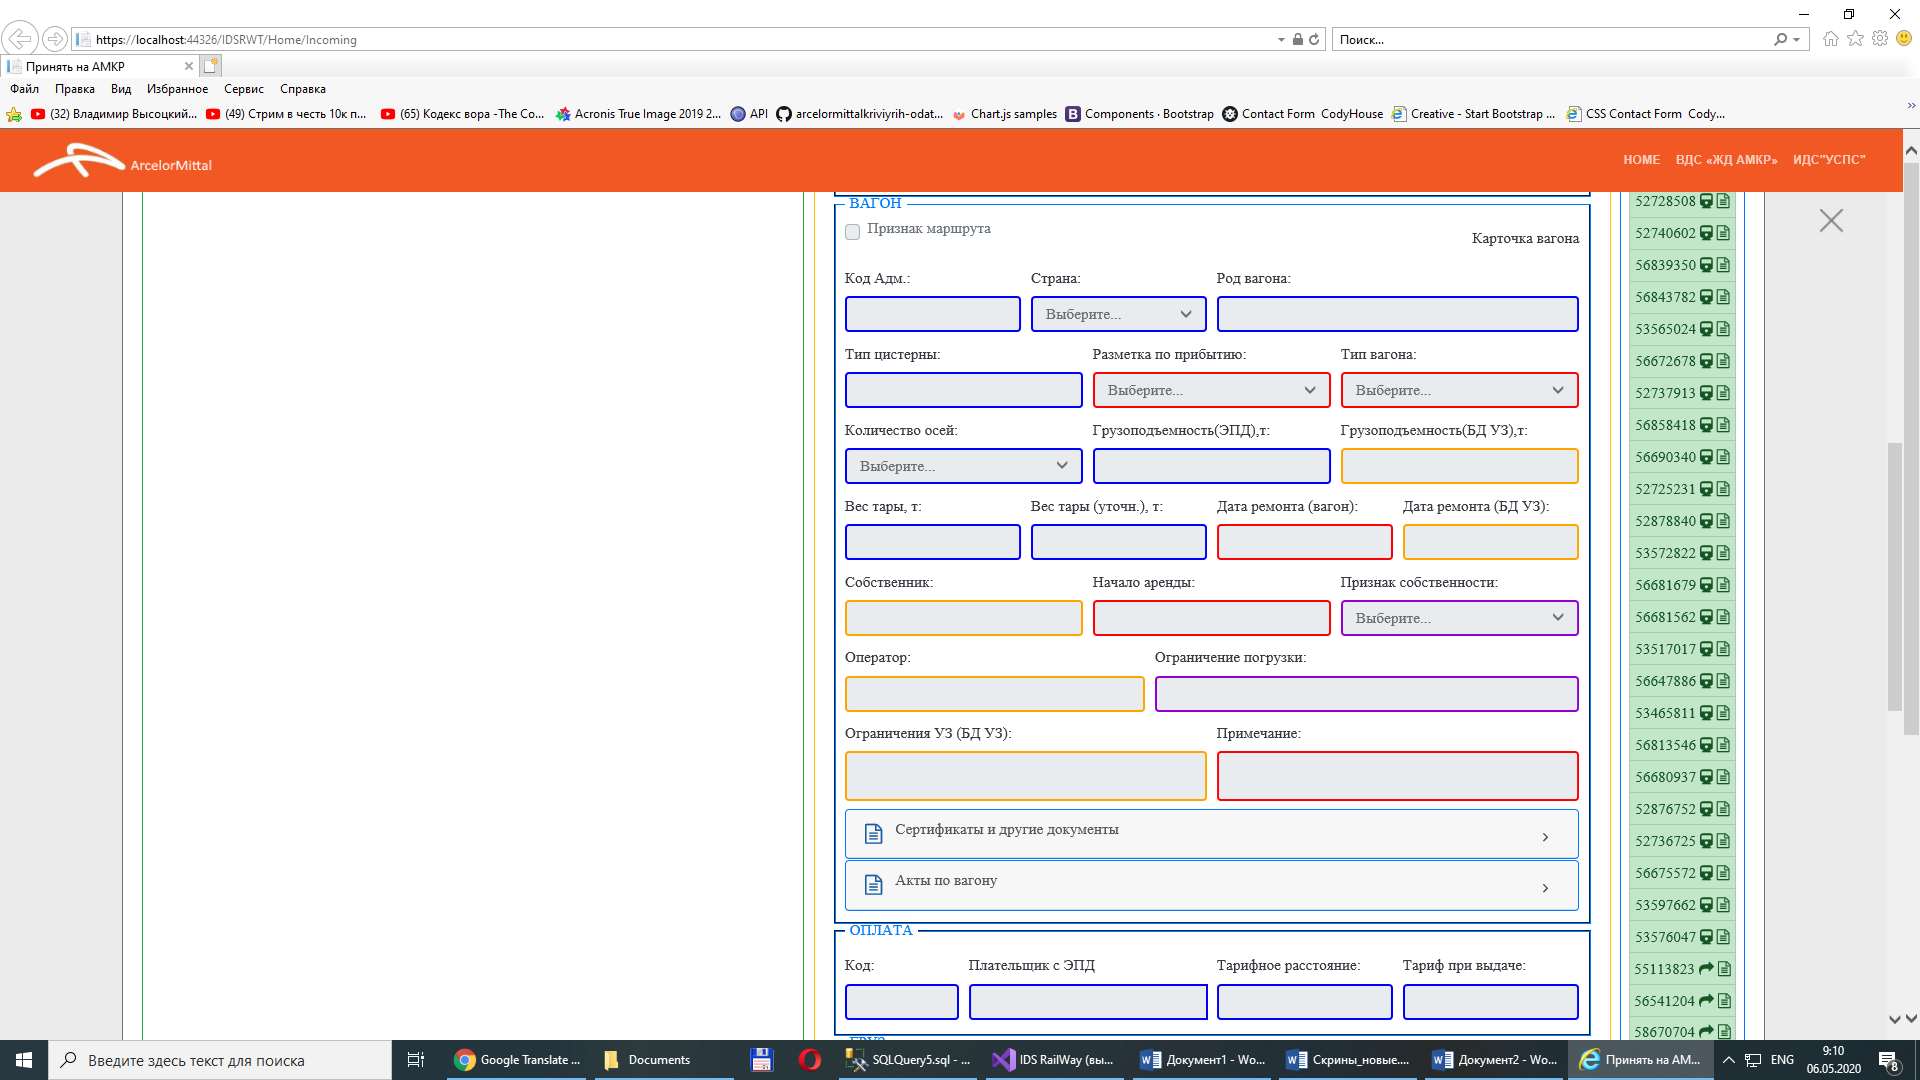 https://localhost:44326/IDSRWT/Home/Incoming
Поиск...
Принять на АМКР
Файл Правка Вид Избранное Сервис Справка
(32) Владимир Высоцкий... (49) Стрим в честь 10к п... (65) Кодекс вора -The Co... Acronis True Image 2019 2... API arcelormittalkriviyrih-odat... Chart.js samples Components · Bootstrap Contact Form CodyHouse Creative - Start Bootstrap ... CSS Contact Form Cody...
ArcelorMittal
HOME ВДС «ЖД АМКР» ИДС"УСПС"
ВАГОН
Признак маршрута
Карточка вагона
Код Адм.: Страна: Род вагона:
Выберите...
Тип цистерны: Разметка по прибытию: Тип вагона:
Выберите... Выберите...
Количество осей: Грузоподъемность(ЭПД),т: Грузоподъемность(БД УЗ),т:
Выберите...
Вес тары, т: Вес тары (уточн.), т: Дата ремонта (вагон): Дата ремонта (БД УЗ):
Собственник: Начало аренды: Признак собственности:
Выберите...
Оператор: Ограничение погрузки:
Ограничения УЗ (БД УЗ): Примечание:
Сертификаты и другие документы
Акты по вагону
ОПЛАТА
Код: Плательщик с ЭПД Тарифное расстояние: Тариф при выдаче:
52728508
52740602
56839350
56843782
53565024
56672678
52737913
56858418
56690340
52725231
52878840
53572822
56681679
56681562
53517017
56647886
53465811
56813546
56680937
52876752
52736725
56675572
53597662
53576047
55113823
56541204
58670704
Введите здесь текст для поиска
Google Translate ... Documents SQLQuery5.sql - ... IDS RailWay (вы... Документ1 - Wo... Скрины_новые.... Документ2 - Wo... Принять на АМ...
ENG
9:10
06.05.2020
8